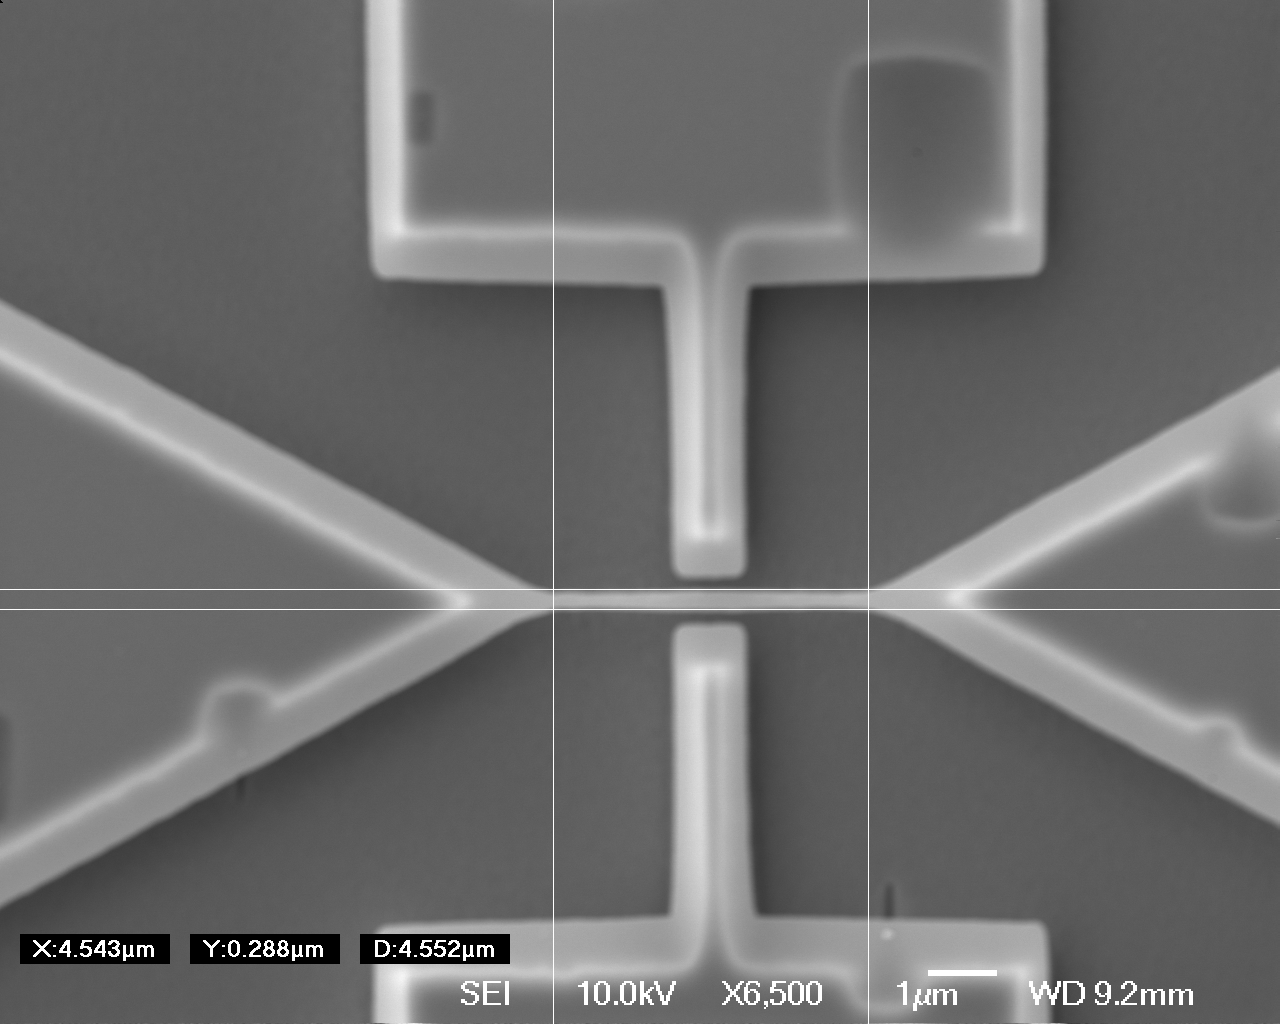 X:4.543µm Y:0.288µm D:4.552µm
SEI 10.0kV X6,500 1µm WD 9.2mm